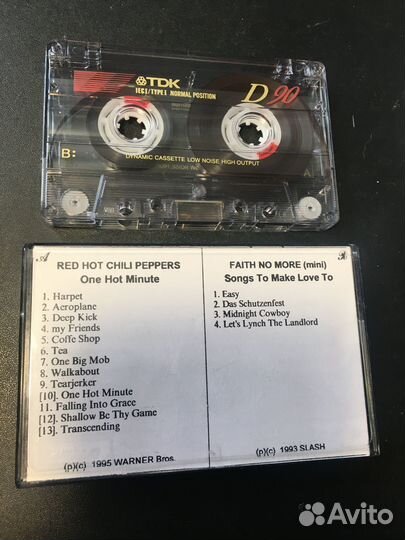 TDK
IECI/TYPE I NORMAL POSITION
D 90
B:
DYNAMIC CASSETTE LOW NOISE HIGH OUTPUT
A
RED HOT CHILI PEPPERS
One Hot Minute
1. Harpet
2. Aeroplane
3. Deep Kick
4. my Friends
5. Coffe Shop
6. Tea
7. One Big Mob
8. Walkabout
9. Tearjerker
[10]. One Hot Minute
11. Falling Into Grace
[12]. Shallow Be Thy Game
[13]. Transcending
(p)(c) 1995 WARNER Bros.
B
FAITH NO MORE (mini)
Songs To Make Love To
1. Easy
2. Das Schutzenfest
3. Midnight Cowboy
4. Let's Lynch The Landlord
(p)(c) 1993 SLASH
Avito